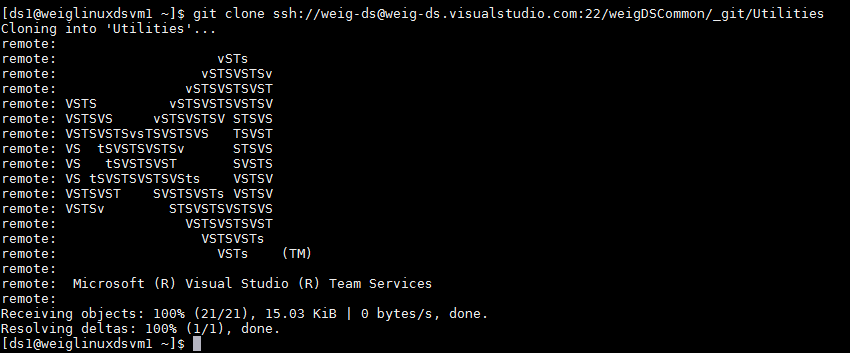 [ds1@weiglinuxdsvm1 ~]$ git clone ssh://weig-ds@weig-ds.visualstudio.com:22/weigDSCommon/_git/Utilities
Cloning into 'Utilities'...
remote:
remote:                    vSTs
remote:                  vSTSVSTSv
remote:                vSTSVSTSVST
remote: VSTS         vSTSVSTSVSTSV
remote: VSTSVS     vSTSVSTSV STSVS
remote: VSTSVSTSvsTSVSTSVS   TSVST
remote: VS  tSVSTSVSTSv      STSVS
remote: VS   tSVSTSVST       SVSTS
remote: VS tSVSTSVSTSVSts    VSTSV
remote: VSTSVST    SVSTSVSTs VSTSV
remote: VSTSv        STSVSTSVSTSVS
remote:                VSTSVSTSVST
remote:                  VSTSVSTs
remote:                    VSTs    (TM)
remote:
remote:  Microsoft (R) Visual Studio (R) Team Services
remote:
Receiving objects: 100% (21/21), 15.03 KiB | 0 bytes/s, done.
Resolving deltas: 100% (1/1), done.
[ds1@weiglinuxdsvm1 ~]$